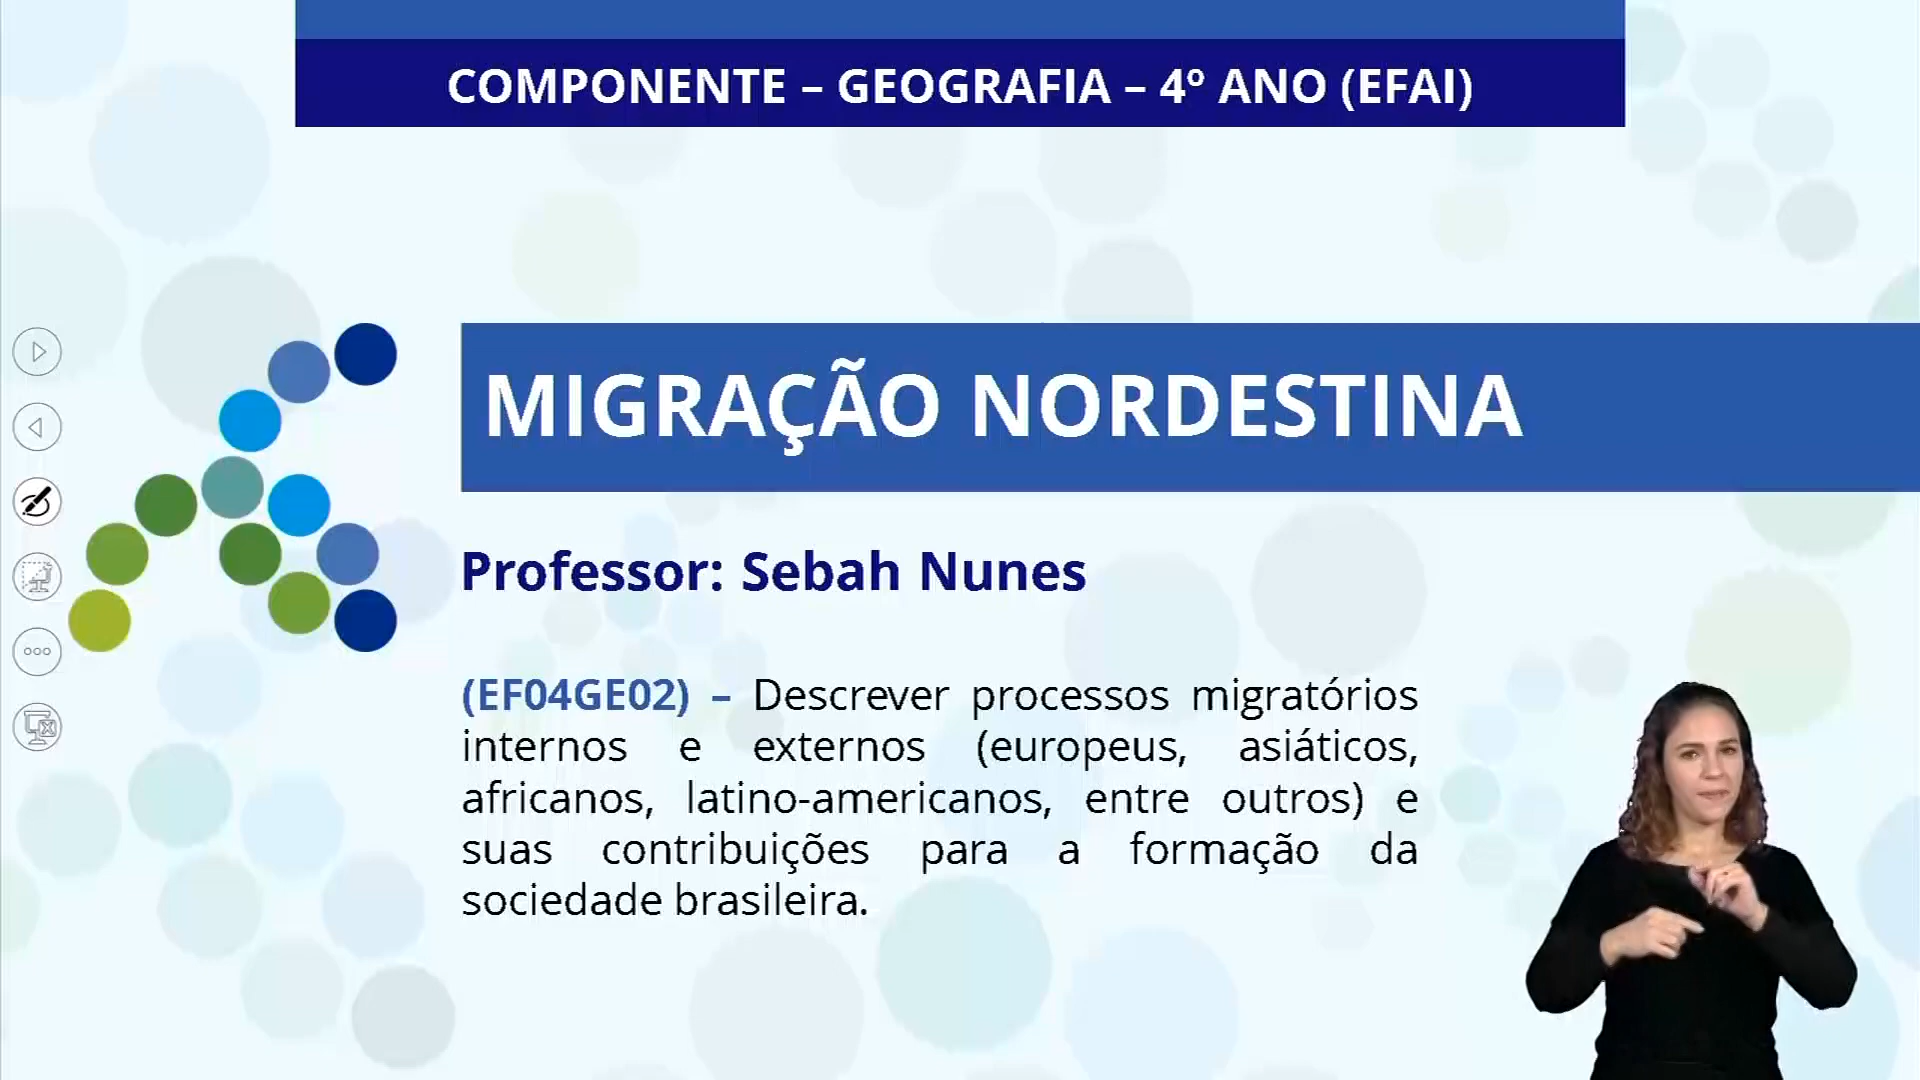 COMPONENTE – GEOGRAFIA – 4º ANO (EFAI)
MIGRAÇÃO NORDESTINA
Professor: Sebah Nunes
(EF04GE02) – Descrever processos migratórios
internos e externos (europeus, asiáticos,
africanos, latino-americanos, entre outros) e
suas contribuições para a formação da
sociedade brasileira.